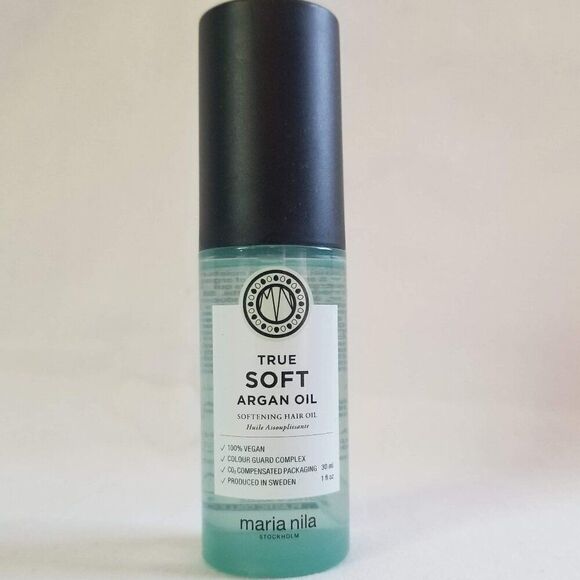 TRUE
SOFT
ARGAN OIL
SOFTENING HAIR OIL
Huile Assouplissante
✓ 100% VEGAN
✓ COLOUR GUARD COMPLEX
✓ CO₂ COMPENSATED PACKAGING
✓ PRODUCED IN SWEDEN
30 mL
1 fl oz
maria nila
STOCKHOLM